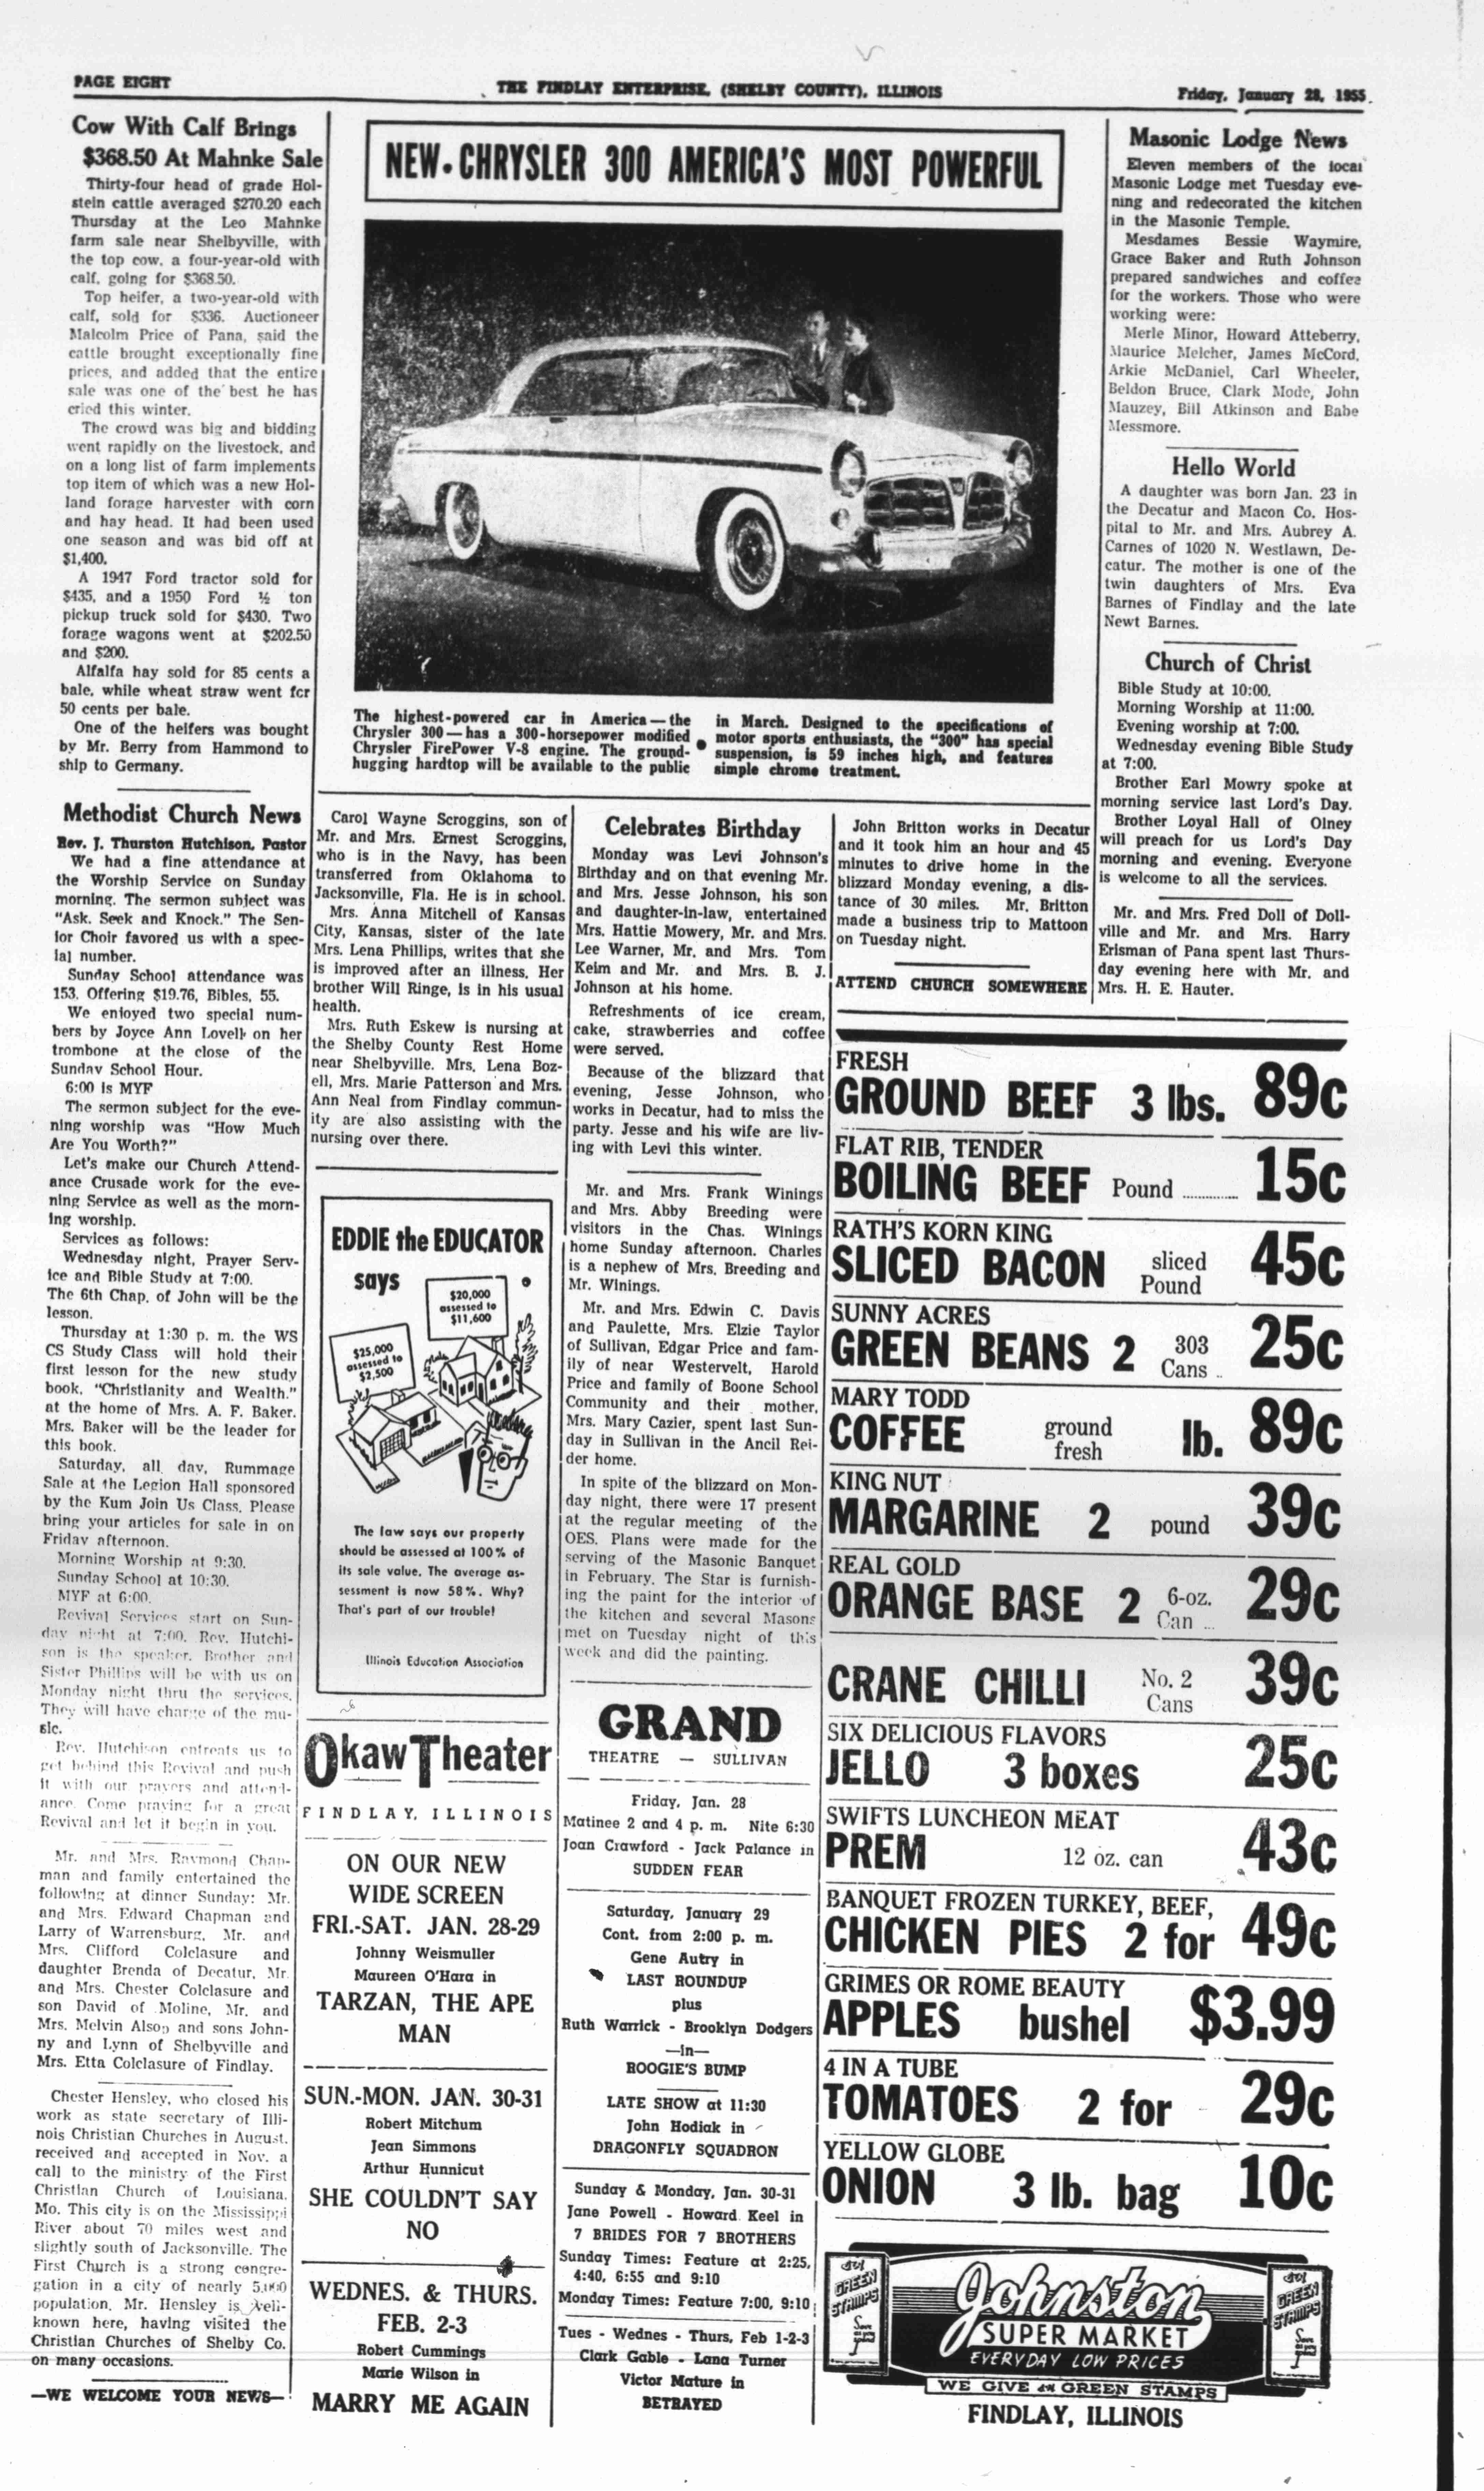 PAGE EIGHT
THE FINDLAY ENTERPRISE, (SHELBY COUNTY), ILLINOIS
Friday, January 28, 1955.
Cow With Calf Brings
$368.50 At Mahnke Sale
Thirty-four head of grade Hol-
stein cattle averaged $270.20 each
Thursday at the Leo Mahnke
farm sale near Shelbyville, with
the top cow, a four-year-old with
calf, going for $368.50.
Top heifer, a two-year-old with
calf, sold for $336. Auctioneer
Malcolm Price of Pana, said the
cattle brought exceptionally fine
prices, and added that the entire
sale was one of the best he has
cried this winter.
The crowd was big and bidding
went rapidly on the livestock, and
on a long list of farm implements
top item of which was a new Hol-
land forage harvester with corn
and hay head. It had been used
one season and was bid off at
$1,400.
A 1947 Ford tractor sold for
$435, and a 1950 Ford ½ ton
pickup truck sold for $430. Two
forage wagons went at $202.50
and $200.
Alfalfa hay sold for 85 cents a
bale, while wheat straw went for
50 cents per bale.
One of the heifers was bought
by Mr. Berry from Hammond to
ship to Germany.
Methodist Church News
Rev. J. Thurston Hutchison, Pastor
We had a fine attendance at
the Worship Service on Sunday
morning. The sermon subject was
"Ask, Seek and Knock." The Sen-
ior Choir favored us with a spec-
ial number.
Sunday School attendance was
153. Offering $19.76, Bibles, 55.
We enjoyed two special num-
bers by Joyce Ann Lovell on her
trombone at the close of the
Sunday School Hour.
6:00 is MYF
The sermon subject for the eve-
ning worship was "How Much
Are You Worth?"
Let's make our Church Attend-
ance Crusade work for the eve-
ning Service as well as the morn-
ing worship.
Services as follows:
Wednesday night, Prayer Serv-
ice and Bible Study at 7:00.
The 6th Chap. of John will be the
lesson.
Thursday at 1:30 p. m. the WS
CS Study Class will hold their
first lesson for the new study
book, "Christianity and Wealth."
at the home of Mrs. A. F. Baker.
Mrs. Baker will be the leader for
this book.
Saturday, all day, Rummage
Sale at the Legion Hall sponsored
by the Kum Join Us Class. Please
bring your articles for sale in on
Friday afternoon.
Morning Worship at 9:30.
Sunday School at 10:30.
MYF at 6:00.
Revival Services start on Sun-
day night at 7:00. Rev. Hutchi-
son is the speaker. Brother and
Sister Phillips will be with us on
Monday night thru the services.
They will have charge of the mu-
sic.
Rev. Hutchison entreats us to
get behind this Revival and push
it with our prayers and attend-
ance. Come praying for a great
Revival and let it begin in you.
Mr. and Mrs. Raymond Chap-
man and family entertained the
following at dinner Sunday: Mr.
and Mrs. Edward Chapman and
Larry of Warrensburg, Mr. and
Mrs. Clifford Colclasure and
daughter Brenda of Decatur, Mr.
and Mrs. Chester Colclasure and
son David of Moline, Mr. and
Mrs. Melvin Alsop and sons John-
ny and Lynn of Shelbyville and
Mrs. Etta Colclasure of Findlay.
Chester Hensley, who closed his
work as state secretary of Illi-
nois Christian Churches in August,
received and accepted in Nov. a
call to the ministry of the First
Christian Church of Louisiana,
Mo. This city is on the Mississippi
River about 70 miles west and
slightly south of Jacksonville. The
First Church is a strong congre-
gation in a city of nearly 5,000
population. Mr. Hensley is well-
known here, having visited the
Christian Churches of Shelby Co.
on many occasions.
—WE WELCOME YOUR NEWS—
NEW. CHRYSLER 300 AMERICA'S MOST POWERFUL
The highest-powered car in America—the
Chrysler 300—has a 300-horsepower modified
Chrysler FirePower V-8 engine. The ground-
hugging hardtop will be available to the public
in March. Designed to the specifications of
motor sports enthusiasts, the "300" has special
suspension, is 59 inches high, and features
simple chrome treatment.
Carol Wayne Scroggins, son of
Mr. and Mrs. Ernest Scroggins,
who is in the Navy, has been
transferred from Oklahoma to
Jacksonville, Fla. He is in school.
Mrs. Anna Mitchell of Kansas
City, Kansas, sister of the late
Mrs. Lena Phillips, writes that she
is improved after an illness. Her
brother Will Ringe, is in his usual
health.
Mrs. Ruth Eskew is nursing at
the Shelby County Rest Home
near Shelbyville. Mrs. Lena Boz-
ell, Mrs. Marie Patterson and Mrs.
Ann Neal from Findlay commun-
ity are also assisting with the
nursing over there.
EDDIE the EDUCATOR
says
$20,000
assessed to
$11,600
$25,000
assessed to
$2,500
The law says our property
should be assessed at 100% of
its sale value. The average as-
sessment is now 58%. Why?
That's part of our trouble!
Illinois Education Association
Okaw Theater
FINDLAY, ILLINOIS
ON OUR NEW
WIDE SCREEN
FRI.-SAT. JAN. 28-29
Johnny Weismuller
Maureen O'Hara in
TARZAN, THE APE
MAN
SUN.-MON. JAN. 30-31
Robert Mitchum
Jean Simmons
Arthur Hunnicut
SHE COULDN'T SAY
NO
WEDNES. & THURS.
FEB. 2-3
Robert Cummings
Marie Wilson in
MARRY ME AGAIN
Celebrates Birthday
Monday was Levi Johnson's
Birthday and on that evening Mr.
and Mrs. Jesse Johnson, his son
and daughter-in-law, entertained
Mrs. Hattie Mowery, Mr. and Mrs.
Lee Warner, Mr. and Mrs. Tom
Keim and Mr. and Mrs. B. J.
Johnson at his home.
Refreshments of ice cream,
cake, strawberries and coffee
were served.
Because of the blizzard that
evening, Jesse Johnson, who
works in Decatur, had to miss the
party. Jesse and his wife are liv-
ing with Levi this winter.
Mr. and Mrs. Frank Winings
and Mrs. Abby Breeding were
visitors in the Chas. Winings
home Sunday afternoon. Charles
is a nephew of Mrs. Breeding and
Mr. Winings.
Mr. and Mrs. Edwin C. Davis
and Paulette, Mrs. Elzie Taylor
of Sullivan, Edgar Price and fam-
ily of near Westervelt, Harold
Price and family of Boone School
Community and their mother,
Mrs. Mary Cazier, spent last Sun-
day in Sullivan in the Ancil Rei-
der home.
In spite of the blizzard on Mon-
day night, there were 17 present
at the regular meeting of the
OES. Plans were made for the
serving of the Masonic Banquet
in February. The Star is furnish-
ing the paint for the interior of
the kitchen and several Masons
met on Tuesday night of this
week and did the painting.
GRAND
THEATRE — SULLIVAN
Friday, Jan. 28
Matinee 2 and 4 p. m. Nite 6:30
Joan Crawford - Jack Palance in
SUDDEN FEAR
Saturday, January 29
Cont. from 2:00 p. m.
Gene Autry in
LAST ROUNDUP
plus
Ruth Warrick - Brooklyn Dodgers
—in—
ROOGIE'S BUMP
LATE SHOW at 11:30
John Hodiak in
DRAGONFLY SQUADRON
Sunday & Monday, Jan. 30-31
Jane Powell - Howard Keel in
7 BRIDES FOR 7 BROTHERS
Sunday Times: Feature at 2:25,
4:40, 6:55 and 9:10
Monday Times: Feature 7:00, 9:10
Tues - Wednes - Thurs, Feb 1-2-3
Clark Gable - Lana Turner
Victor Mature in
BETRAYED
John Britton works in Decatur
and it took him an hour and 45
minutes to drive home in the
blizzard Monday evening, a dis-
tance of 30 miles. Mr. Britton
made a business trip to Mattoon
on Tuesday night.
ATTEND CHURCH SOMEWHERE
Masonic Lodge News
Eleven members of the local
Masonic Lodge met Tuesday eve-
ning and redecorated the kitchen
in the Masonic Temple.
Mesdames Bessie Waymire,
Grace Baker and Ruth Johnson
prepared sandwiches and coffee
for the workers. Those who were
working were:
Merle Minor, Howard Atteberry,
Maurice Melcher, James McCord,
Arkie McDaniel, Carl Wheeler,
Beldon Bruce, Clark Mode, John
Mauzey, Bill Atkinson and Babe
Messmore.
Hello World
A daughter was born Jan. 23 in
the Decatur and Macon Co. Hos-
pital to Mr. and Mrs. Aubrey A.
Carnes of 1020 N. Westlawn, De-
catur. The mother is one of the
twin daughters of Mrs. Eva
Barnes of Findlay and the late
Newt Barnes.
Church of Christ
Bible Study at 10:00.
Morning Worship at 11:00.
Evening worship at 7:00.
Wednesday evening Bible Study
at 7:00.
Brother Earl Mowry spoke at
morning service last Lord's Day.
Brother Loyal Hall of Olney
will preach for us Lord's Day
morning and evening. Everyone
is welcome to all the services.
Mr. and Mrs. Fred Doll of Doll-
ville and Mr. and Mrs. Harry
Erisman of Pana spent last Thurs-
day evening here with Mr. and
Mrs. H. E. Hauter.
FRESH
GROUND BEEF 3 lbs. 89c
FLAT RIB, TENDER
BOILING BEEF Pound 15c
RATH'S KORN KING
SLICED BACON sliced Pound 45c
SUNNY ACRES
GREEN BEANS 2 303 Cans 25c
MARY TODD
COFFEE ground fresh lb. 89c
KING NUT
MARGARINE 2 pound 39c
REAL GOLD
ORANGE BASE 2 6-oz. Can 29c
CRANE CHILLI No. 2 Cans 39c
SIX DELICIOUS FLAVORS
JELLO 3 boxes 25c
SWIFTS LUNCHEON MEAT
PREM 12 oz. can 43c
BANQUET FROZEN TURKEY, BEEF,
CHICKEN PIES 2 for 49c
GRIMES OR ROME BEAUTY
APPLES bushel $3.99
4 IN A TUBE
TOMATOES 2 for 29c
YELLOW GLOBE
ONION 3 lb. bag 10c
GREEN STAMPS
Johnston
SUPER MARKET
EVERYDAY LOW PRICES
WE GIVE GREEN STAMPS
GREEN STAMPS
FINDLAY, ILLINOIS